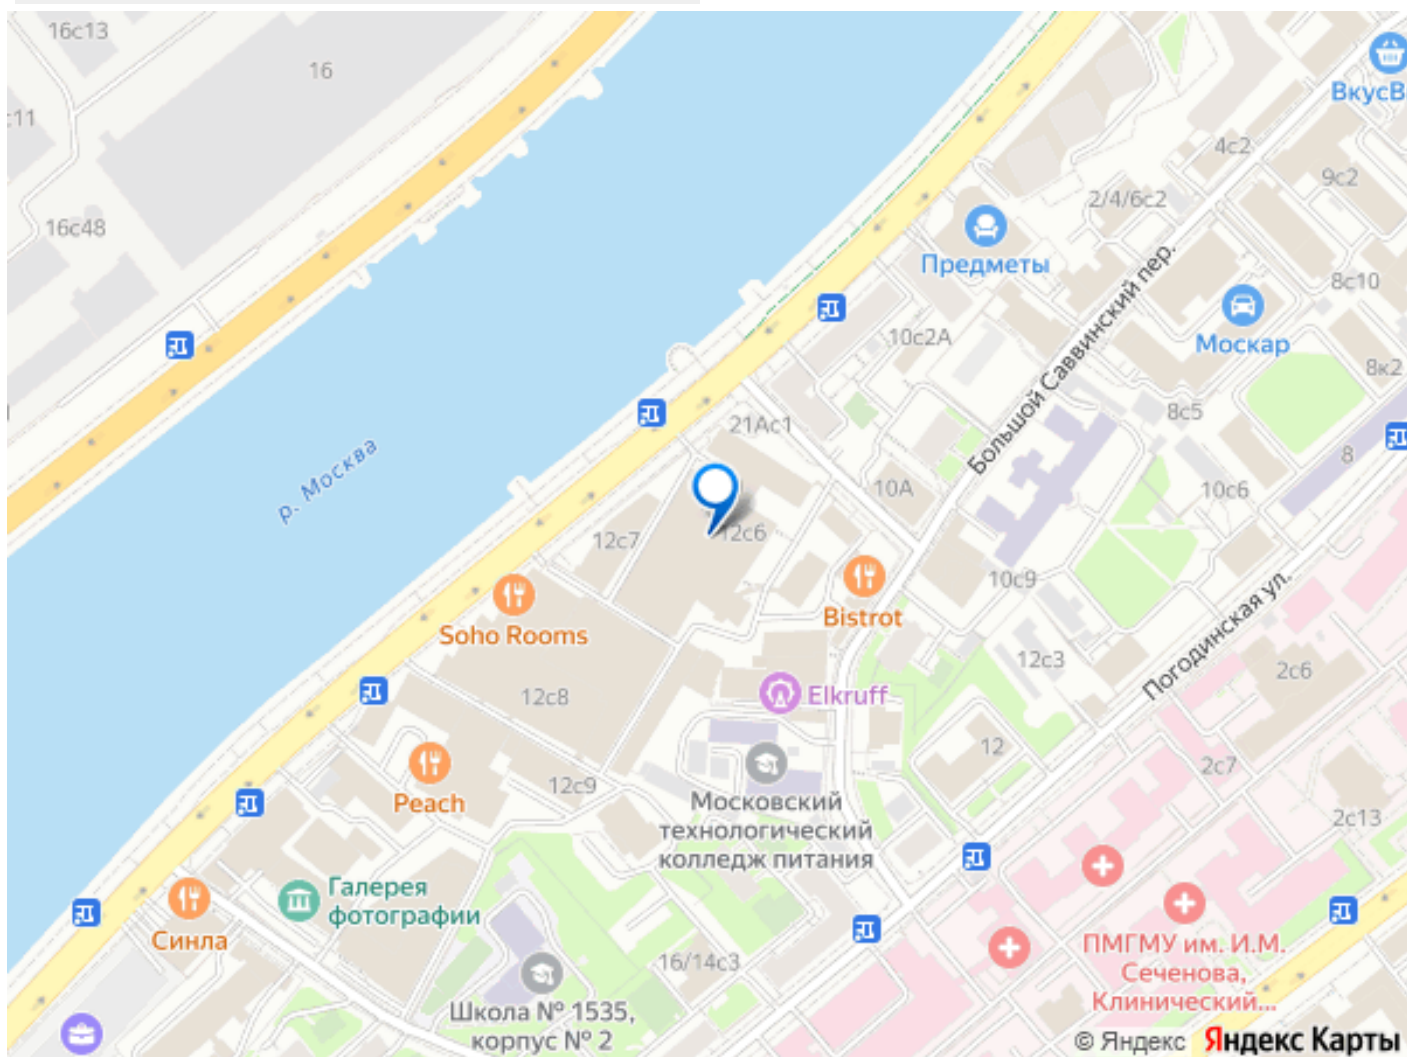 16с13
16
с11
ВкусВ
4с2
9с2
2/4/6с2
16с48
Предметы
8с10
Москар
10с2А
8к2
Большой Саввинский пер.
8с5
21Ас1
8
р. Москва
10А
10с6
12с7
12с6
10с9
Bistrot
Soho Rooms
Погодинская ул.
12с3
2с6
12с8
Elkruff
12
2с7
12с9
Peach
Московский
технологический
колледж питания
2с13
Галерея
фотографии
Синла
16/14с3
ПМГМУ им. И.М.
Сеченова,
Клинический...
Школа № 1535,
корпус № 2
© Яндекс Яндекс Карты